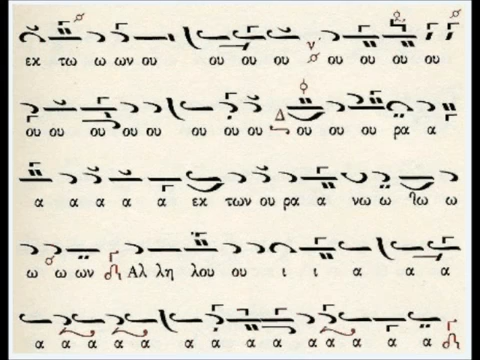 εκ τω ω ων ου ου ου ου ν ου ου ου ου
ου ου ου ου ου ου ου ου Δ ου ου ου ρα α
α α α α α εκ των ου ρα α νω ω ω
ω ω ων Γ Αλ λη λου ου ι ι α α α
α α α α α α α α α α α α α α Γ